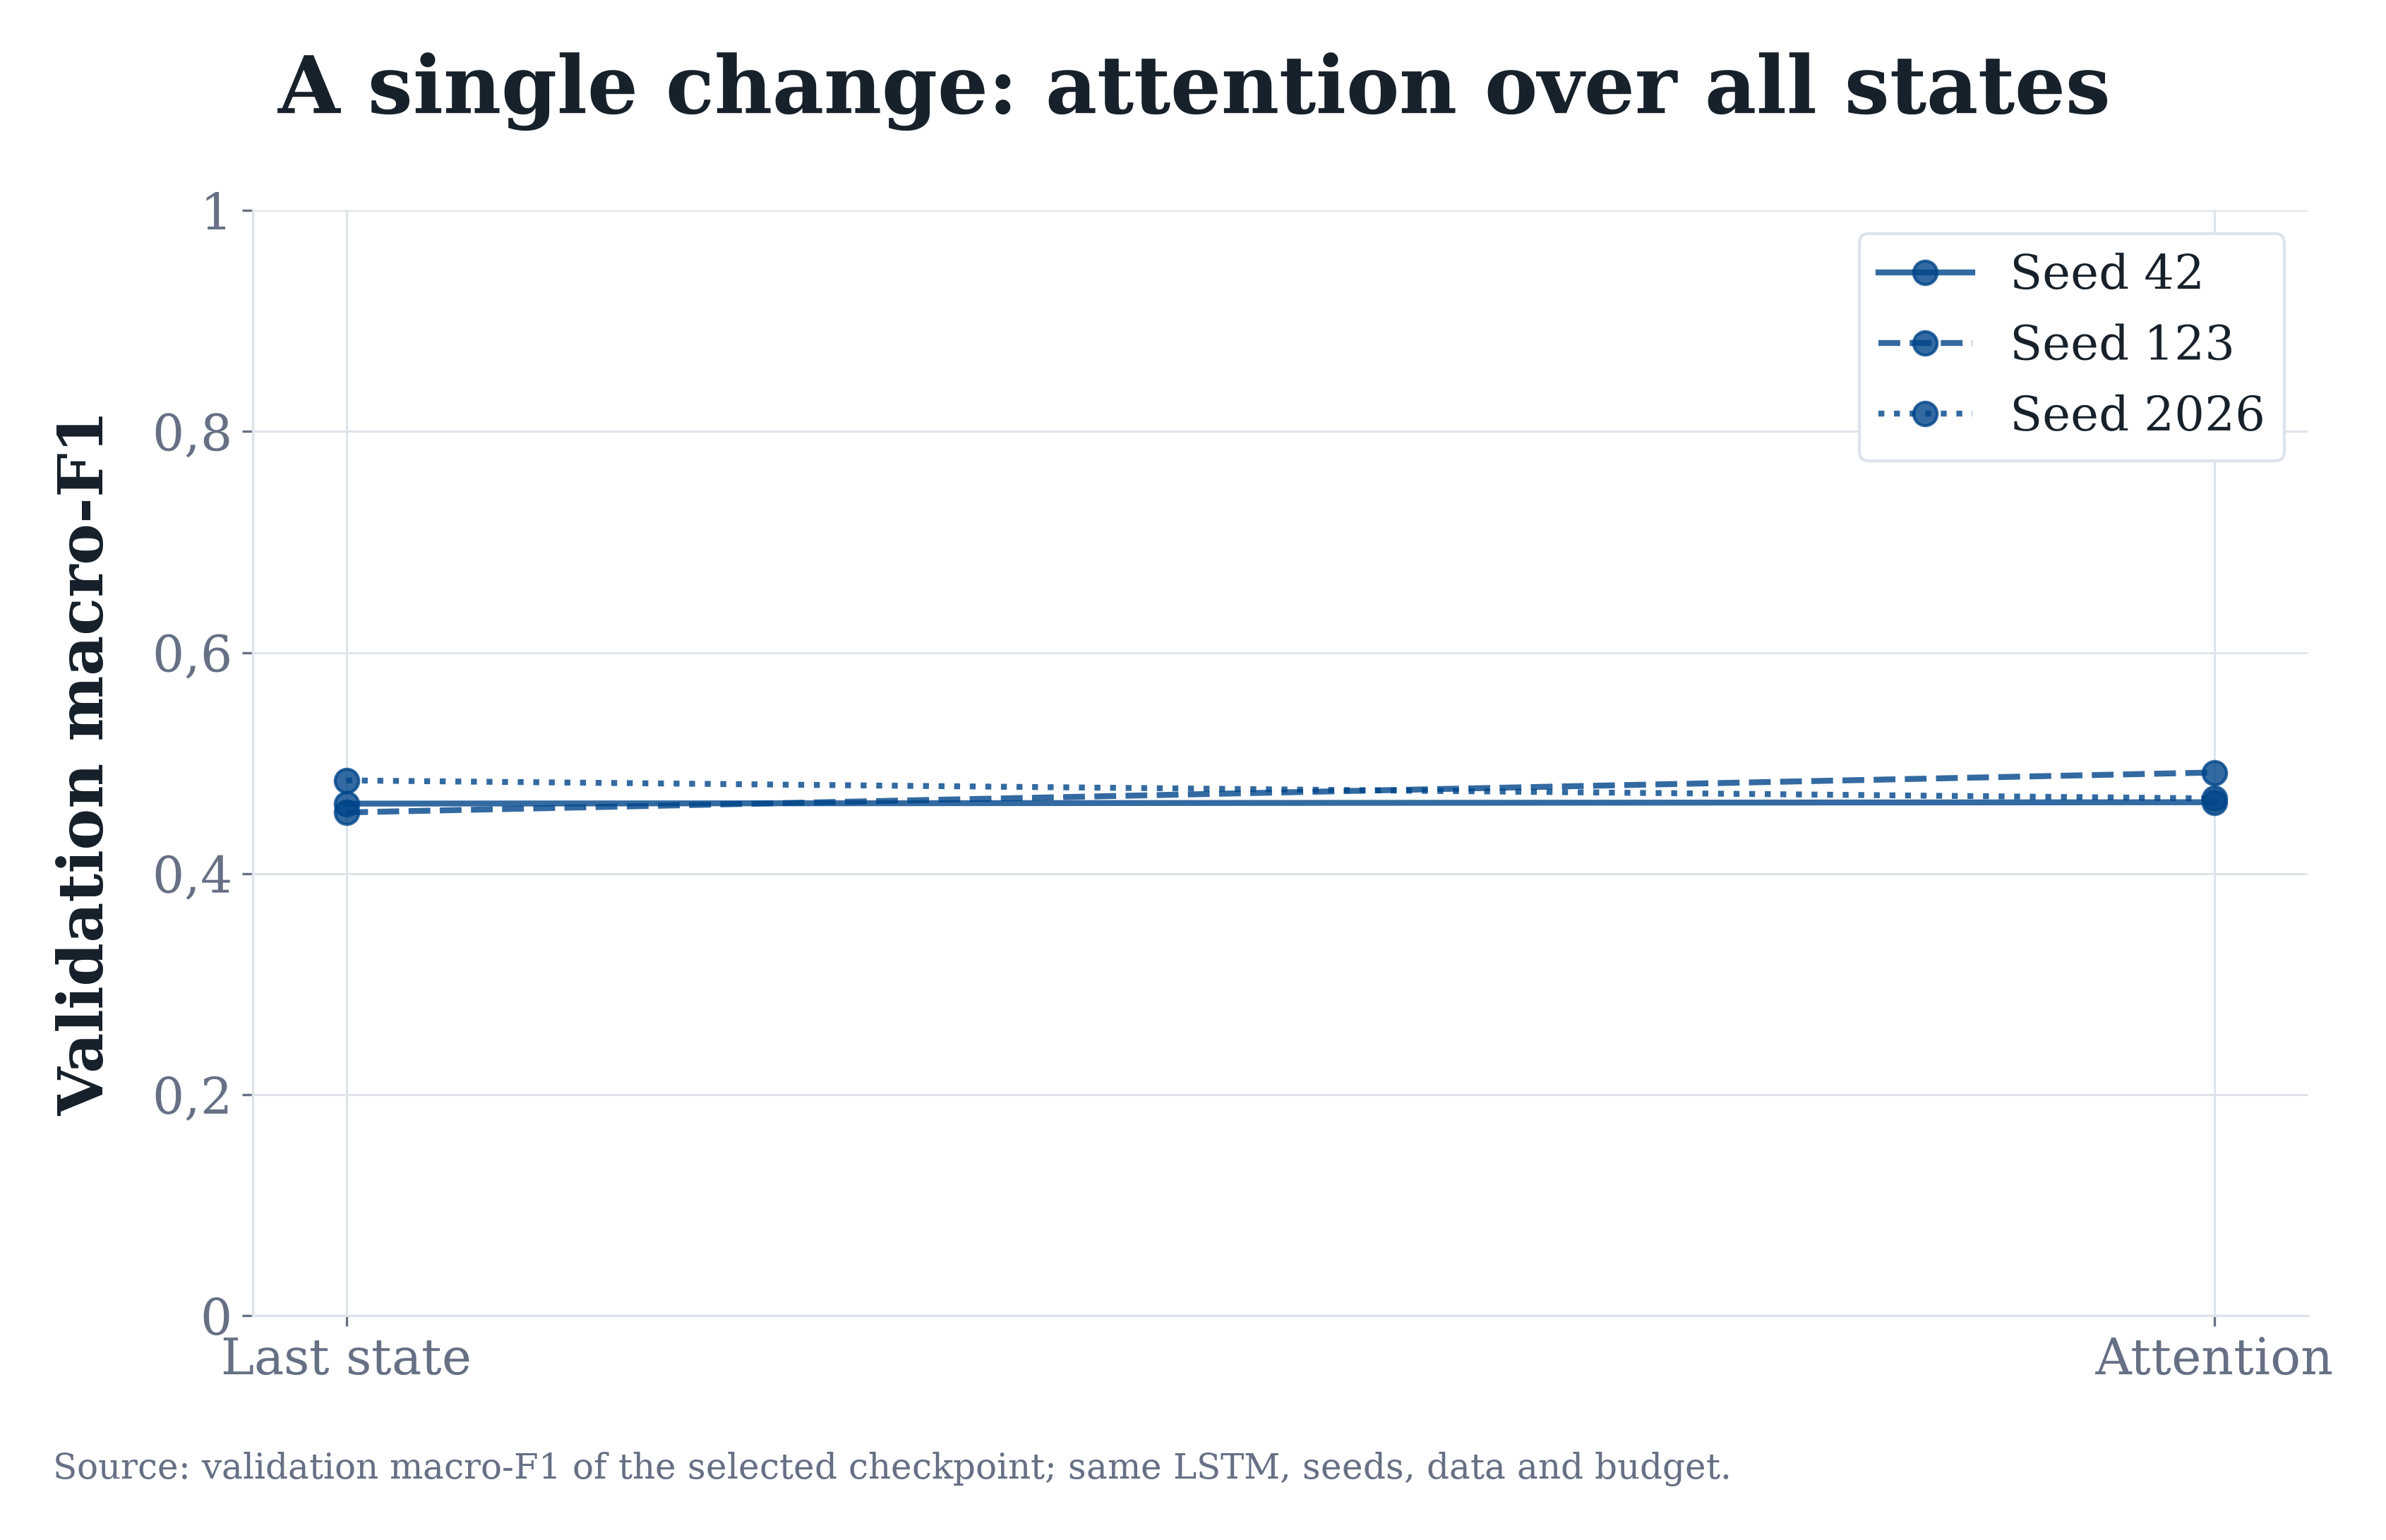 A single change: attention over all states
Validation macro-F1
1
0,8
0,6
0,4
0,2
0
Seed 42
Seed 123
Seed 2026
Last state
Attention
Source: validation macro-F1 of the selected checkpoint; same LSTM, seeds, data and budget.